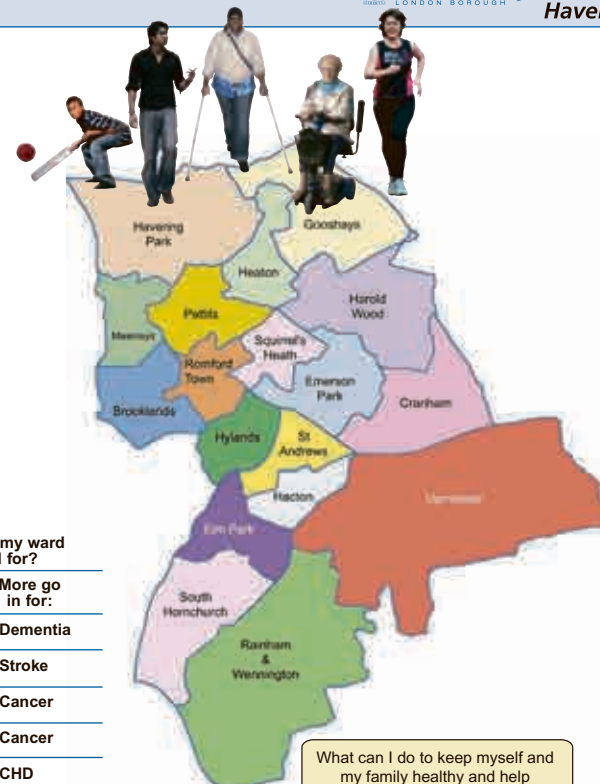 LONDON BOROUGH
Haver
Havering
Park
Gooshays
Heaton
Harold
Wood
Pettits
Mawneys
Squirrel's
Heath
Romford
Town
Emerson
Park
Cranham
Brooklands
Hylands
St
Andrews
Hacton
Upminster
Elm Park
South
Hornchurch
Rainham
&
Wennington
my ward
for?
More go
in for:
Dementia
Stroke
Cancer
Cancer
CHD
What can I do to keep myself and
my family healthy and help